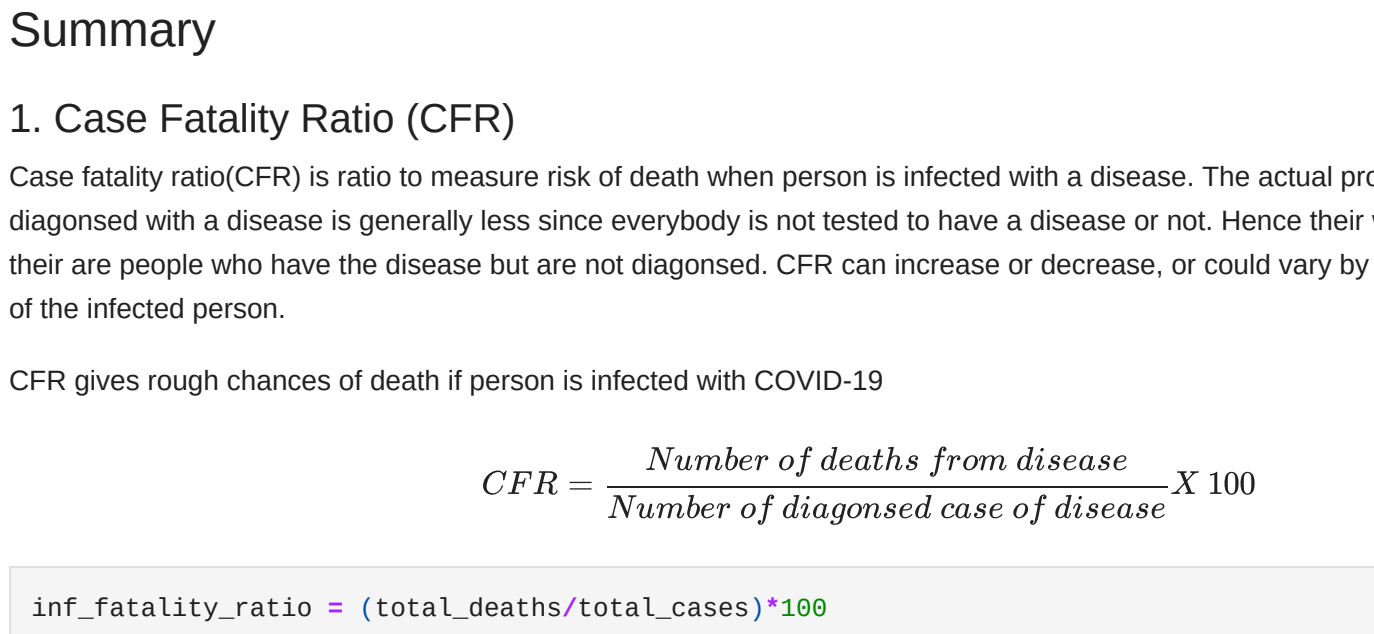 Summary
1. Case Fatality Ratio (CFR)
Case fatality ratio(CFR) is ratio to measure risk of death when person is infected with a disease. The actual
diagonsed with a disease is generally less since everybody is not tested to have a disease or not. Hence their
their are people who have the disease but are not diagonsed. CFR can increase or decrease, or could vary by
of the infected person.
CFR gives rough chances of death if person is infected with COVID-19
CFR = Number of deaths from disease / Number of diagonsed case of disease X 100
inf_fatality_ratio = (total_deaths/total_cases)*100